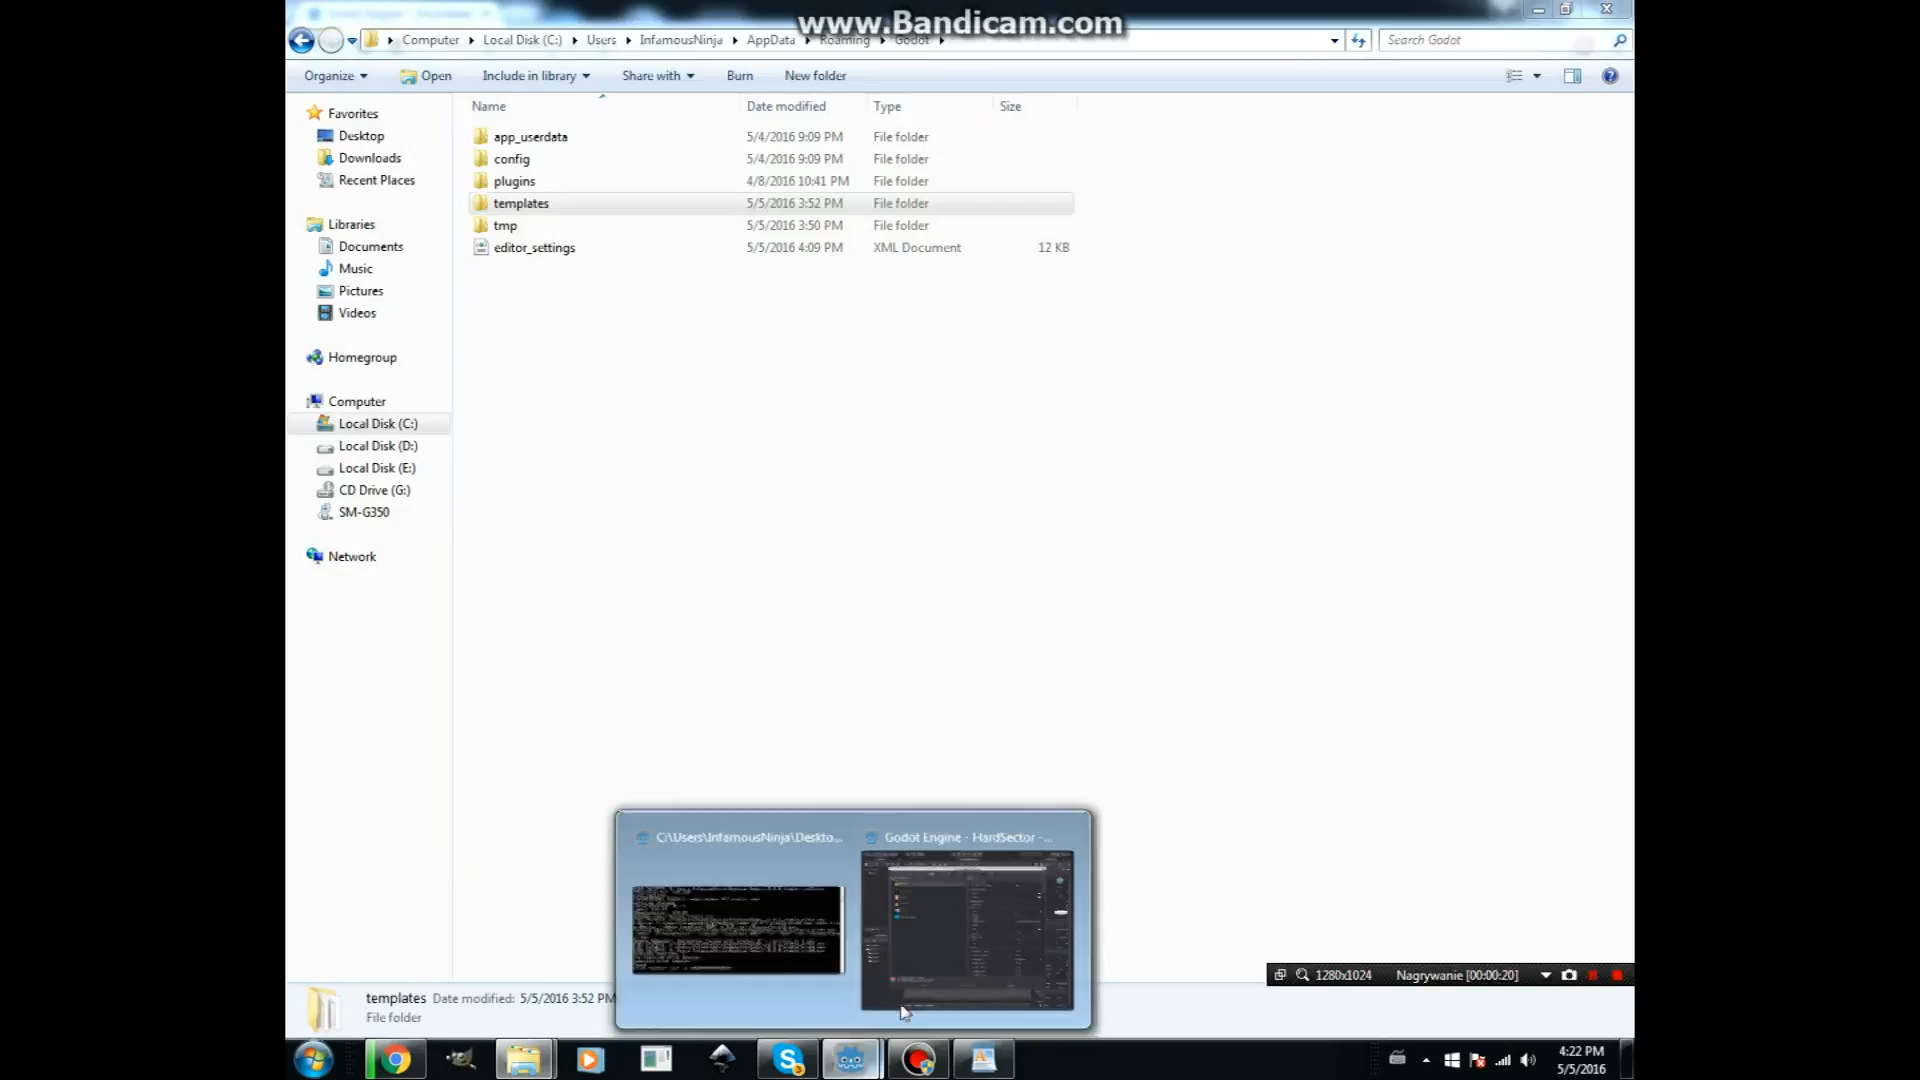 www.Bandicam.com
Computer Local Disk (C:) Users InfamousNinja AppData Roaming Godot
Search Godot
Organize Open Include in library Share with Burn New folder
Name Date modified Type Size
app_userdata 5/4/2016 9:09 PM File folder
config 5/4/2016 9:09 PM File folder
plugins 4/8/2016 10:41 PM File folder
templates 5/5/2016 3:52 PM File folder
tmp 5/5/2016 3:50 PM File folder
editor_settings 5/5/2016 4:09 PM XML Document 12 KB
Favorites
Desktop
Downloads
Recent Places
Libraries
Documents
Music
Pictures
Videos
Homegroup
Computer
Local Disk (C:)
Local Disk (D:)
Local Disk (E:)
CD Drive (G:)
SM-G350
Network
C:\Users\InfamousNinja\Deskto...
Godot Engine - HardSector -...
1280x1024 Nagrywanie [00:00:20]
templates Date modified: 5/5/2016 3:52 PM
File folder
4:22 PM
5/5/2016